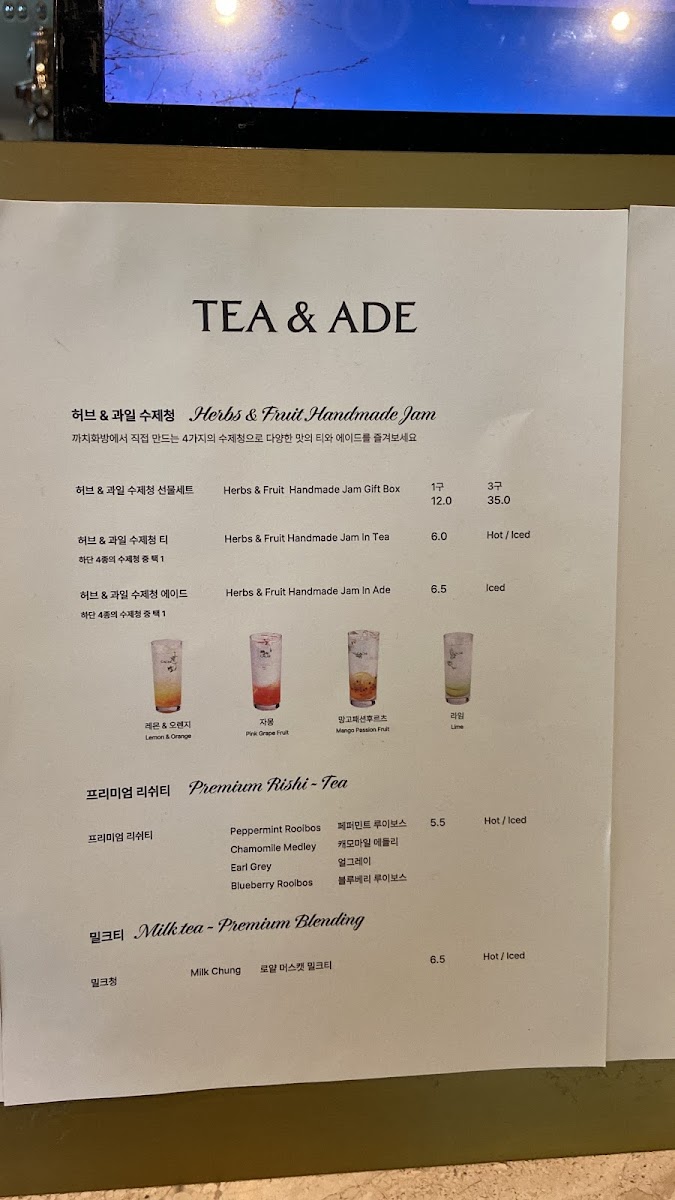 TEA & ADE
허브 & 과일 수제청 Herbs & Fruit Handmade Jam
까치화방에서 직접 만드는 4가지의 수제청으로 다양한 맛의 티와 에이드를 즐겨보세요
허브 & 과일 수제청 선물세트 Herbs & Fruit Handmade Jam Gift Box 1구 3구
12.0 35.0
허브 & 과일 수제청 티 Herbs & Fruit Handmade Jam In Tea 6.0 Hot / Iced
하단 4종의 수제청 중 택 1
허브 & 과일 수제청 에이드 Herbs & Fruit Handmade Jam In Ade 6.5 Iced
하단 4종의 수제청 중 택 1
레몬 & 오렌지 자몽 망고패션후르츠 라임
Lemon & Orange Pink Grape Fruit Mango Passion Fruit Lime
프리미엄 리쉬티 Premium Rishi - Tea
프리미엄 리쉬티 Peppermint Rooibos 페퍼민트 루이보스 5.5 Hot / Iced
Chamomile Medley 캐모마일 메들리
Earl Grey 얼그레이
Blueberry Rooibos 블루베리 루이보스
밀크티 Milk tea - Premium Blending
밀크청 Milk Chung 로얄 머스캣 밀크티 6.5 Hot / Iced